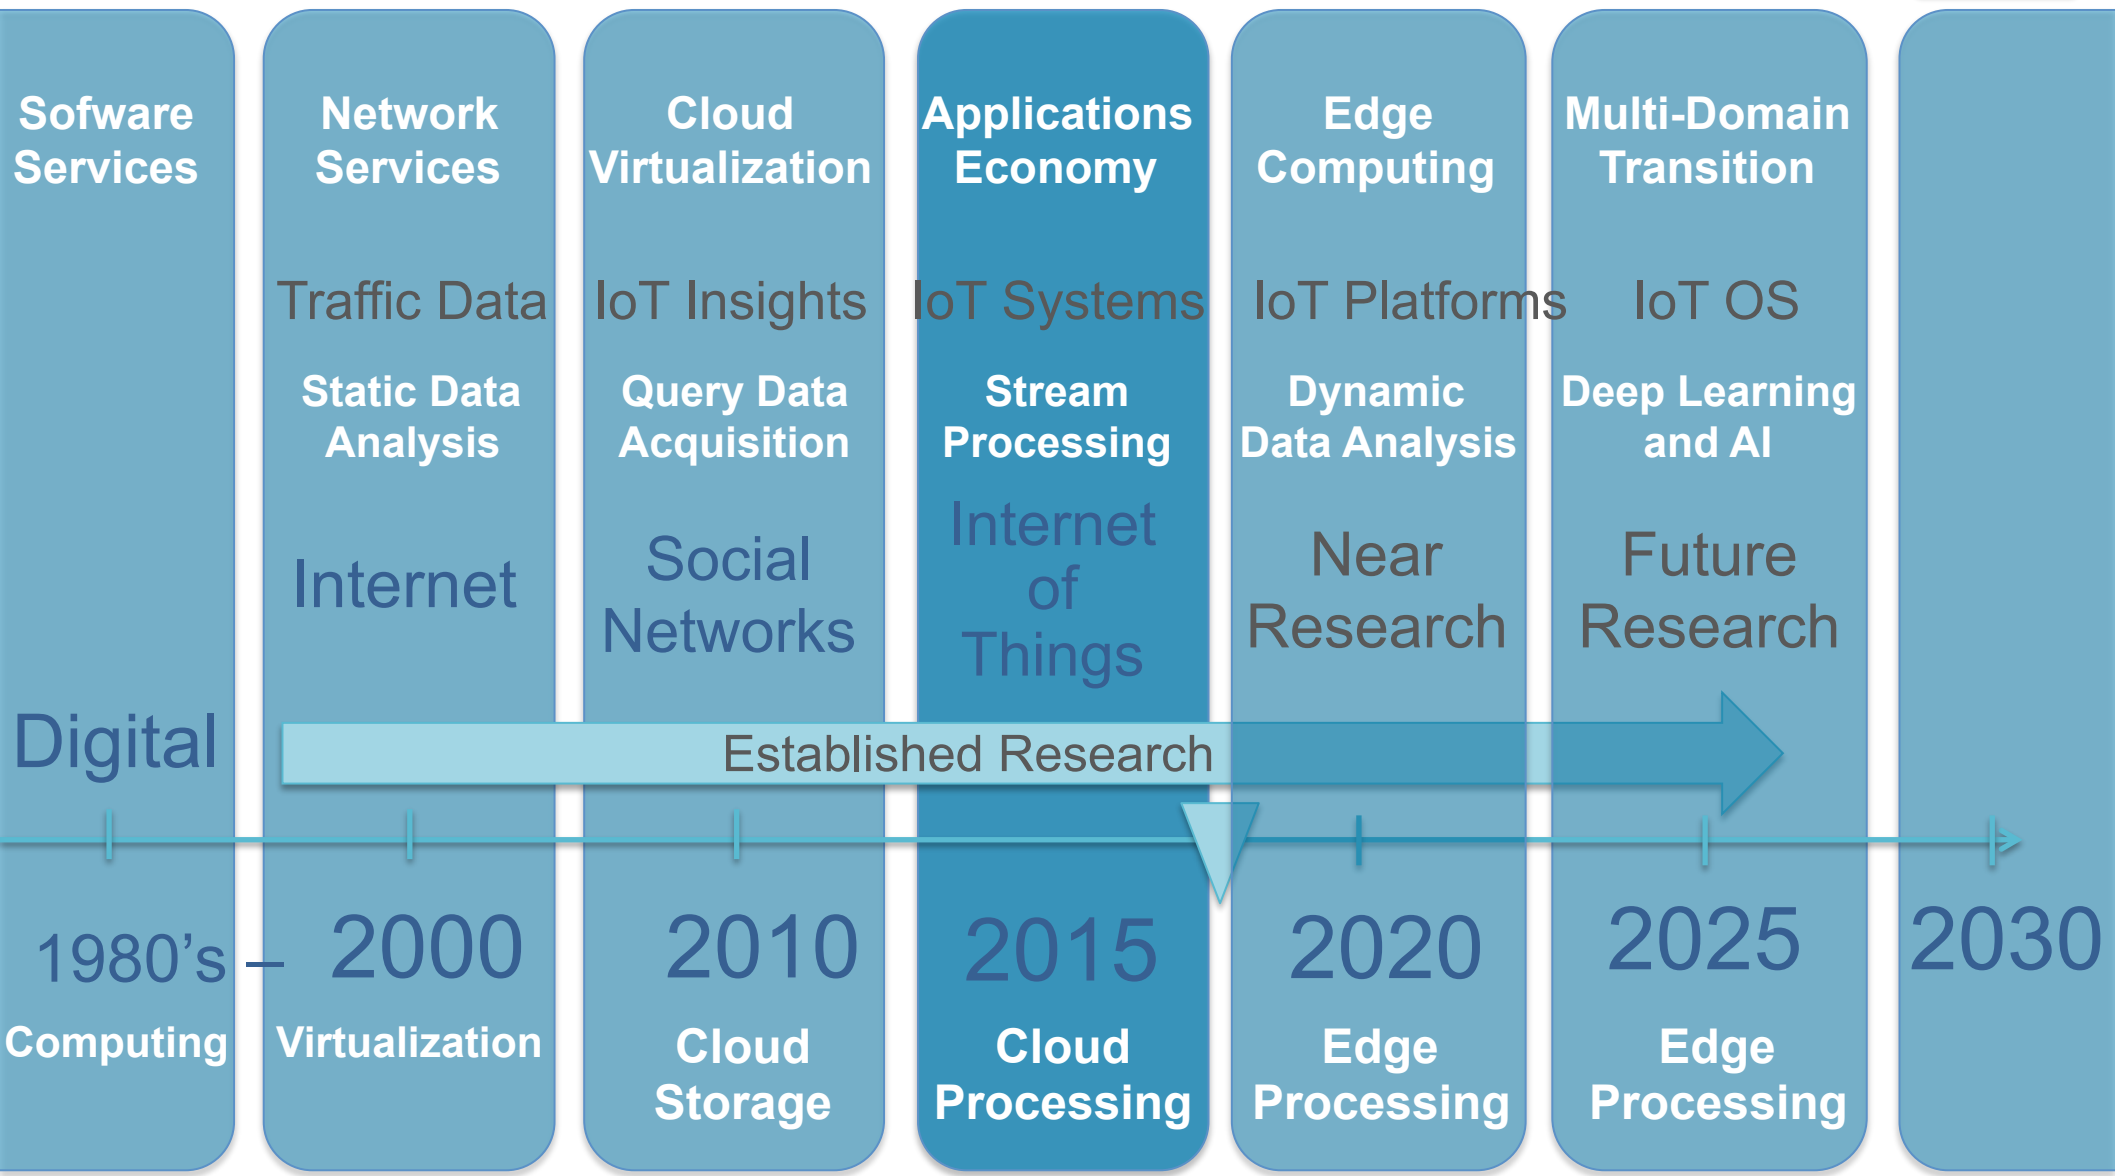 Sofware
Services
Digital
1980’s –
Computing
Network
Services
Traffic Data
Static Data
Analysis
Internet
2000
Virtualization
Cloud
Virtualization
IoT Insights
Query Data
Acquisition
Social
Networks
2010
Cloud
Storage
Applications
Economy
IoT Systems
Stream
Processing
Internet
of
Things
Established Research
2015
Cloud
Processing
Edge
Computing
IoT Platforms
Dynamic
Data Analysis
Near
Research
2020
Edge
Processing
Multi-Domain
Transition
IoT OS
Deep Learning
and AI
Future
Research
2025
Edge
Processing
2030